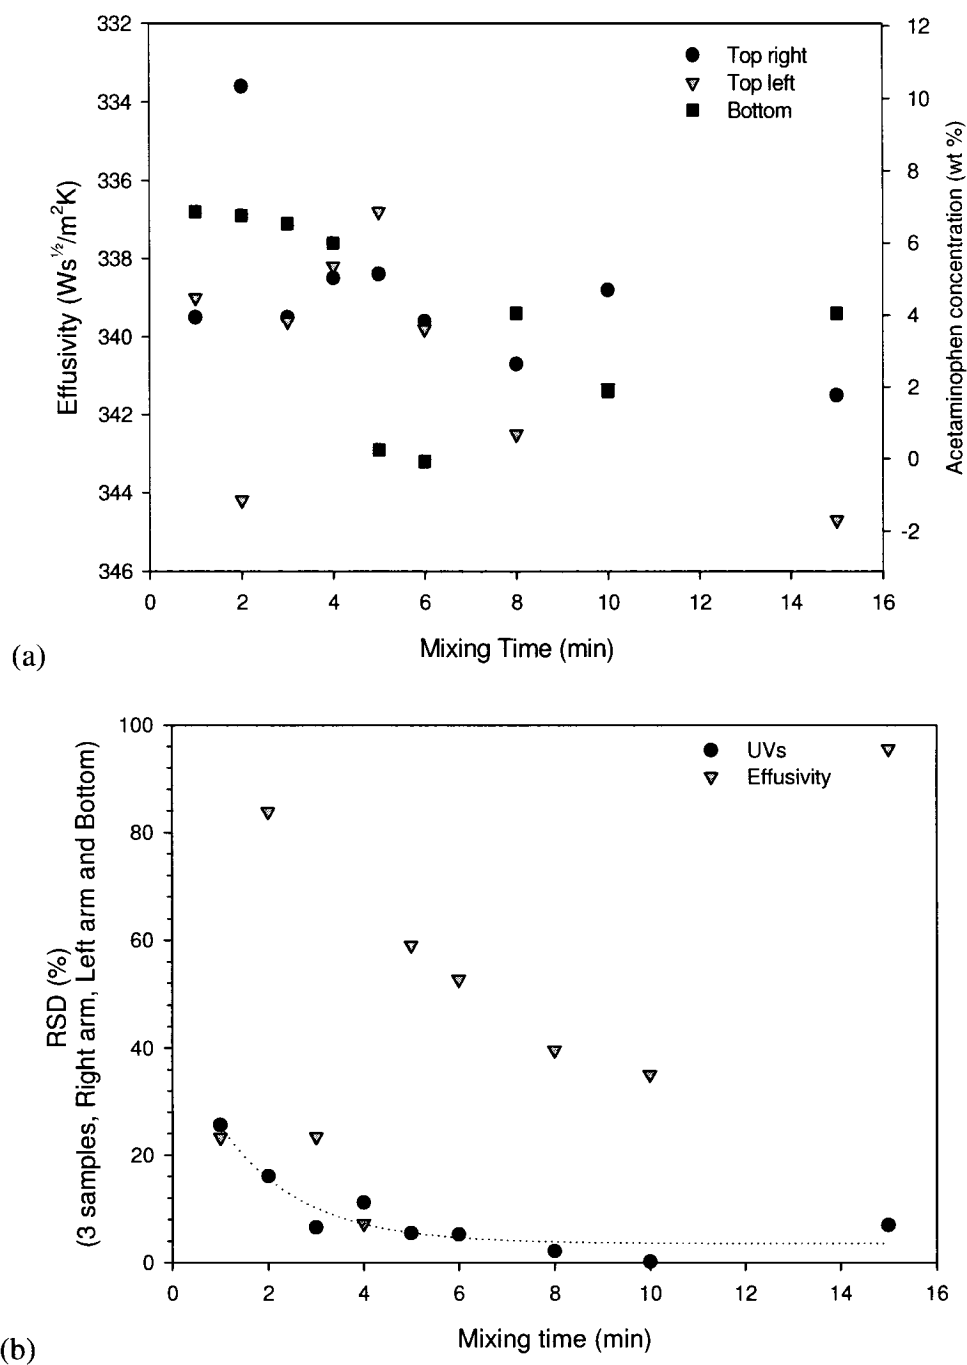 332
334
336
338
340
342
344
346
Effusivity (Ws½/m²K)
12
10
8
6
4
2
0
-2
Acetaminophen concentration (wt %)
Top right
Top left
Bottom
0 2 4 6 8 10 12 14 16
Mixing Time (min)
(a)
100
80
60
40
20
0
RSD (%)
(3 samples, Right arm, Left arm and Bottom)
UVs
Effusivity
0 2 4 6 8 10 12 14 16
Mixing time (min)
(b)